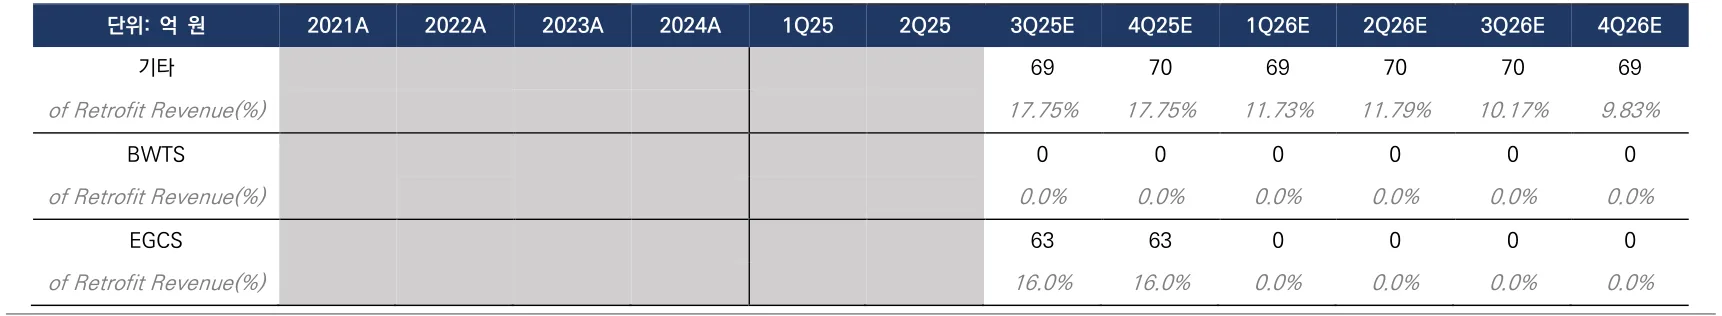 단위: 억 원 2021A 2022A 2023A 2024A 1Q25 2Q25 3Q25E 4Q25E 1Q26E 2Q26E 3Q26E 4Q26E
기타 69 70 69 70 70 69
of Retrofit Revenue(%) 17.75% 17.75% 11.73% 11.79% 10.17% 9.83%
BWTS 0 0 0 0 0 0
of Retrofit Revenue(%) 0.0% 0.0% 0.0% 0.0% 0.0% 0.0%
EGCS 63 63 0 0 0 0
of Retrofit Revenue(%) 16.0% 16.0% 0.0% 0.0% 0.0% 0.0%